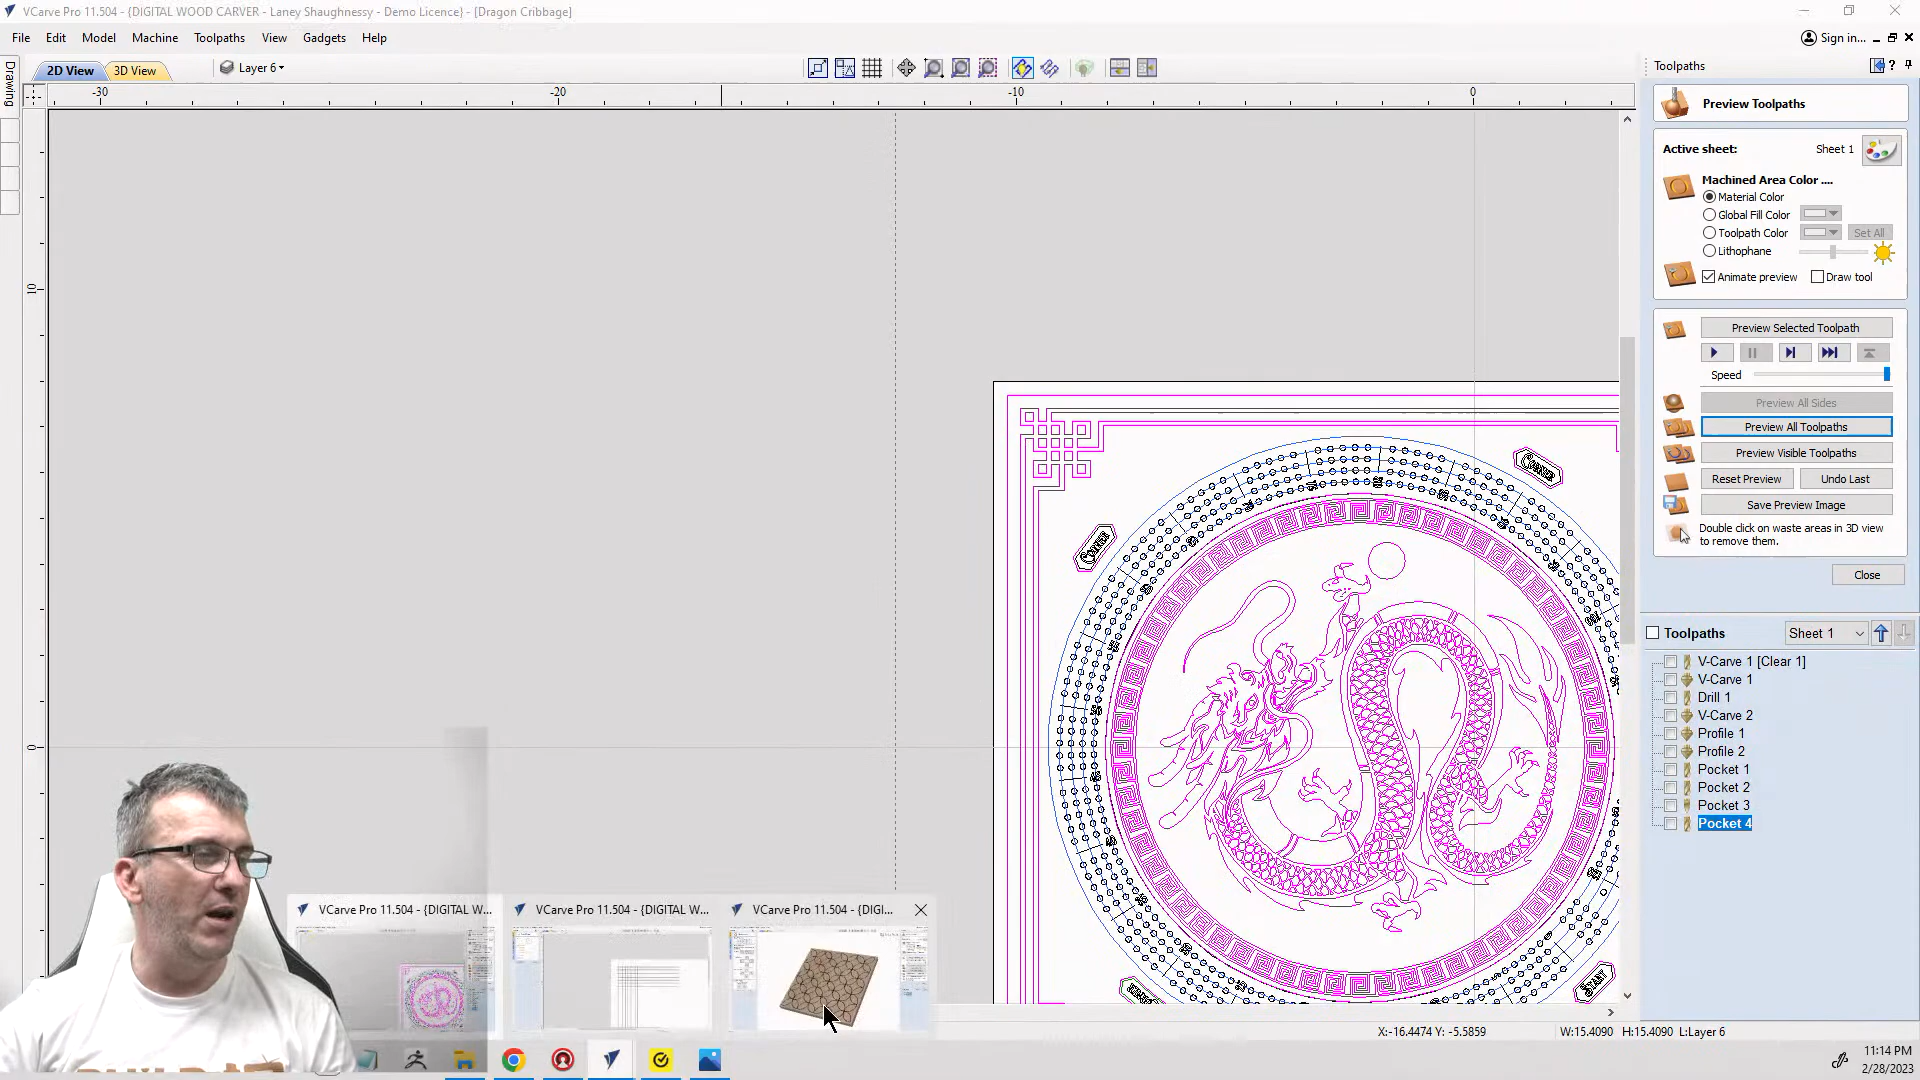 VCarve Pro 11.504 - {DIGITAL WOOD CARVER - Laney Shaughnessy - Demo Licence} - [Dragon Cribbage]
File Edit Model Machine Toolpaths View Gadgets Help
Sign in...
2D View 3D View Layer 6
Drawing
-30 -20 -10 0
10
0
Toolpaths
Preview Toolpaths
Active sheet: Sheet 1
Machined Area Color ....
Material Color
Global Fill Color
Toolpath Color Set All
Lithophane
Animate preview Draw tool
Preview Selected Toolpath
Speed
Preview All Sides
Preview All Toolpaths
Preview Visible Toolpaths
Reset Preview Undo Last
Save Preview Image
Double click on waste areas in 3D view
to remove them.
Close
Toolpaths Sheet 1
V-Carve 1 [Clear 1]
V-Carve 1
Drill 1
V-Carve 2
Profile 1
Profile 2
Pocket 1
Pocket 2
Pocket 3
Pocket 4
Corner
Corner
Start
VCarve Pro 11.504 - {DIGITAL W...
VCarve Pro 11.504 - {DIGITAL W...
VCarve Pro 11.504 - {DIGI...
X:-16.4474 Y: -5.5859 W:15.4090 H:15.4090 L:Layer 6
11:14 PM
2/28/2023